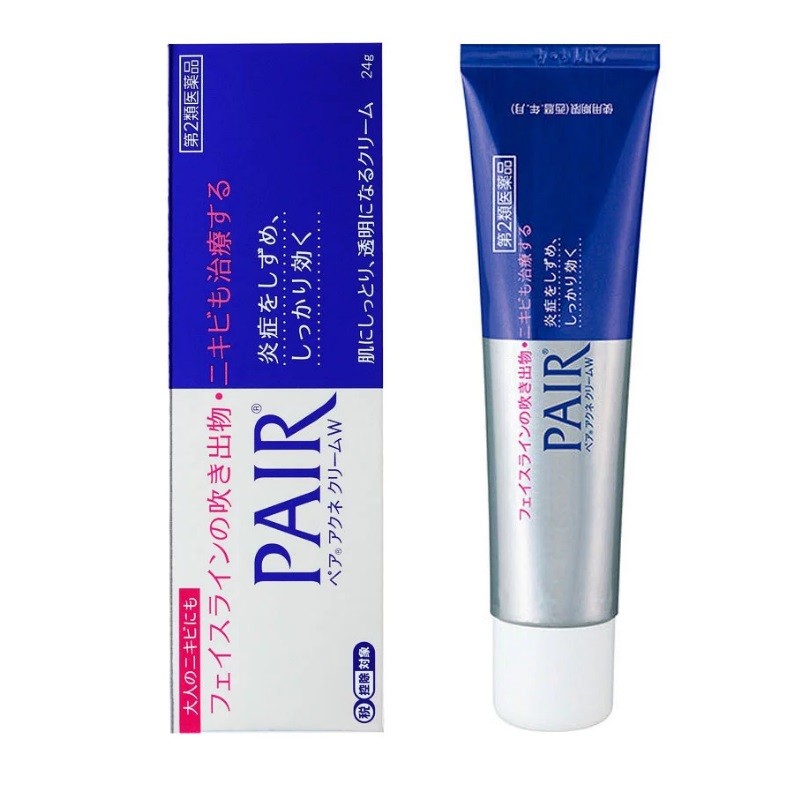 第2類医薬品
24g
大人のニキビにも
フェイスラインの吹き出物・ニキビも治療する
PAIR®
ペア®アクネ クリームW
炎症をしずめ、
しっかり効く
肌にしっとり、透明になるクリーム
税 控除 対象
使用期限(西暦.年.月)
第2類医薬品
フェイスラインの吹き出物・ニキビも治療する
PAIR®
ペア®アクネ クリームW
炎症をしずめ、
しっかり効く